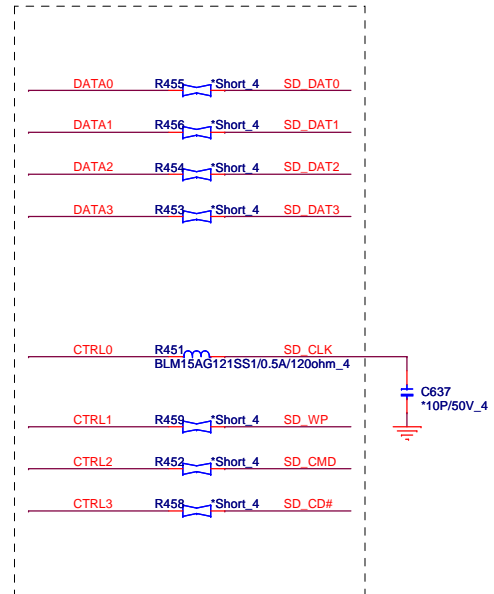 DATA0 R455 *Short_4 SD_DAT0
DATA1 R456 *Short_4 SD_DAT1
DATA2 R454 *Short_4 SD_DAT2
DATA3 R453 *Short_4 SD_DAT3
CTRL0 R451 SD_CLK
BLM15AG121SS1/0.5A/120ohm_4
C637
*10P/50V_4
CTRL1 R459 *Short_4 SD_WP
CTRL2 R452 *Short_4 SD_CMD
CTRL3 R458 *Short_4 SD_CD#